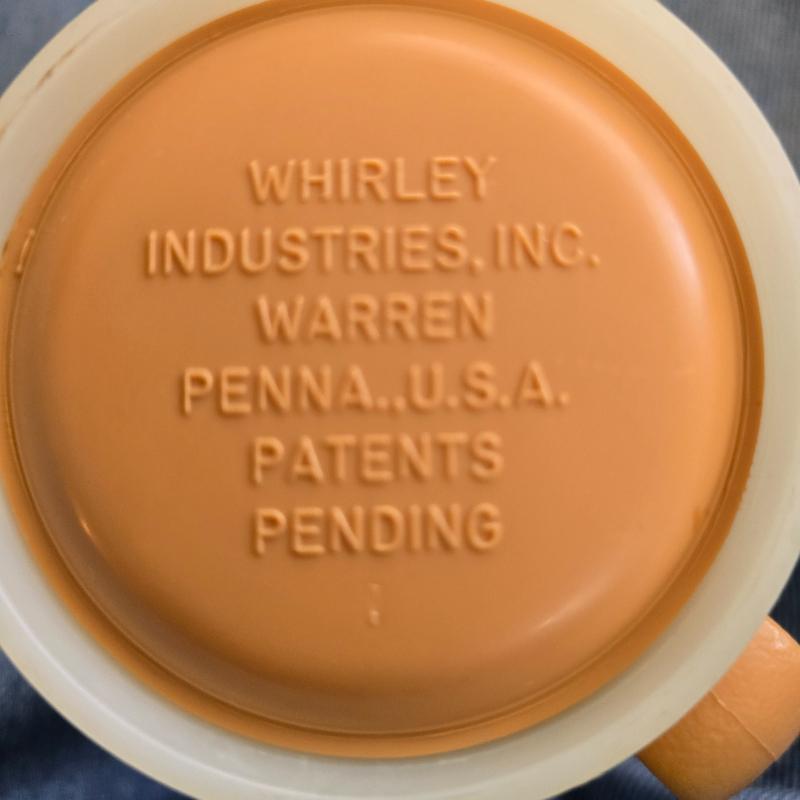 WHIRLEY
INDUSTRIES, INC.
WARREN
PENNA.,U.S.A.
PATENTS
PENDING